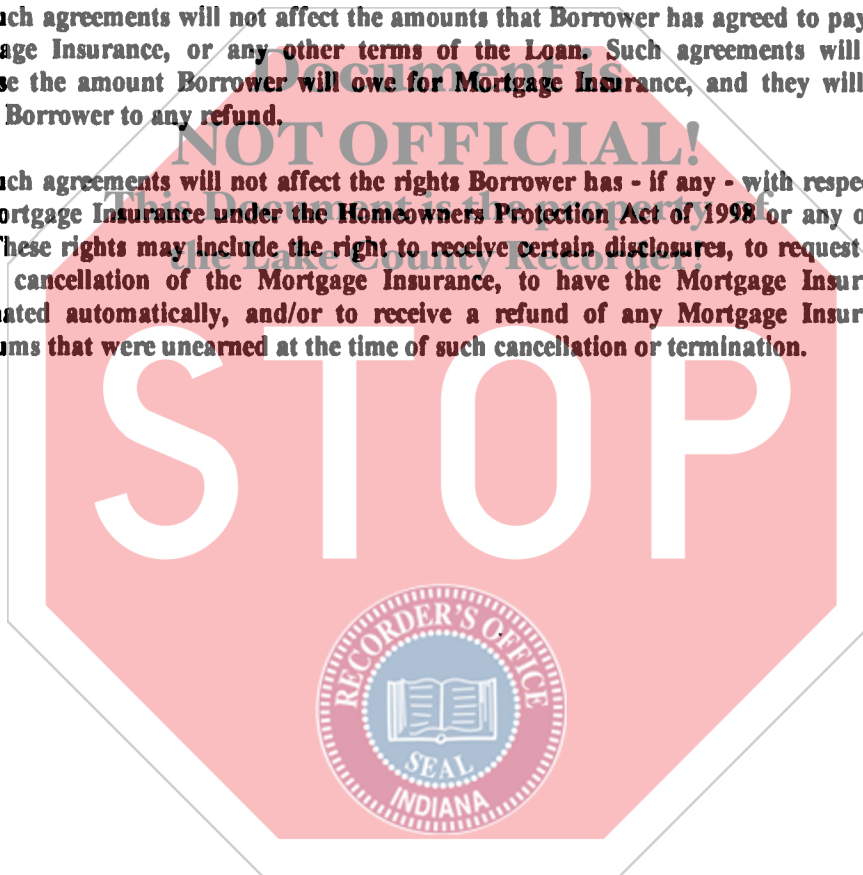 uch agreements will not affect the amounts that Borrower has agreed to pay
age Insurance, or any other terms of the Loan. Such agreements will
se the amount Borrower will owe for Mortgage Insurance, and they will
Borrower to any refund.
Document is
NOT OFFICIAL!
uch agreements will not affect the rights Borrower has - if any - with respec
ortgage Insurance under the Homeowners Protection Act of 1998 or any o
This Document is the property of
These rights may include the right to receive certain disclosures, to request
the Lake County Recorder!
cancellation of the Mortgage Insurance, to have the Mortgage Insur
ated automatically, and/or to receive a refund of any Mortgage Insur
ums that were unearned at the time of such cancellation or termination.
STOP
RECORDER'S OFFICE
SEAL
INDIANA